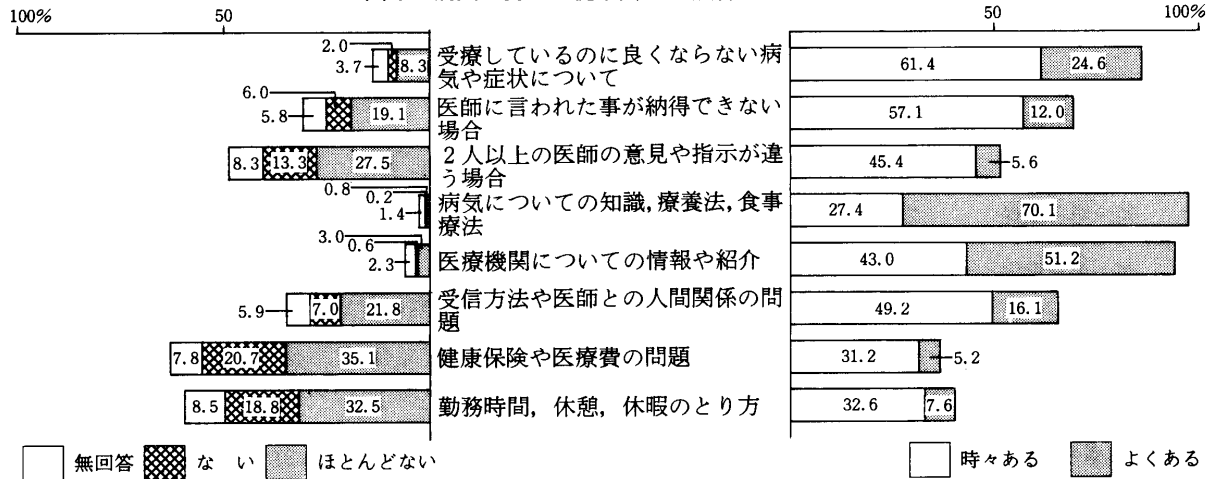 100%
50
50
100%
2.0
3.7
8.3
受療しているのに良くならない病
気や症状について
61.4
24.6
6.0
5.8
19.1
医師に言われた事が納得できない
場合
57.1
12.0
8.3
13.3
27.5
2人以上の医師の意見や指示が違
う場合
45.4
5.6
0.8
0.2
1.4
病気についての知識,療養法,食事
療法
27.4
70.1
3.0
0.6
2.3
医療機関についての情報や紹介
43.0
51.2
5.9
7.0
21.8
受信方法や医師との人間関係の問
題
49.2
16.1
7.8
20.7
35.1
健康保険や医療費の問題
31.2
5.2
8.5
18.8
32.5
勤務時間，休憩，休暇のとり方
32.6
7.6
無回答
な　い
ほとんどない
時々ある
よくある